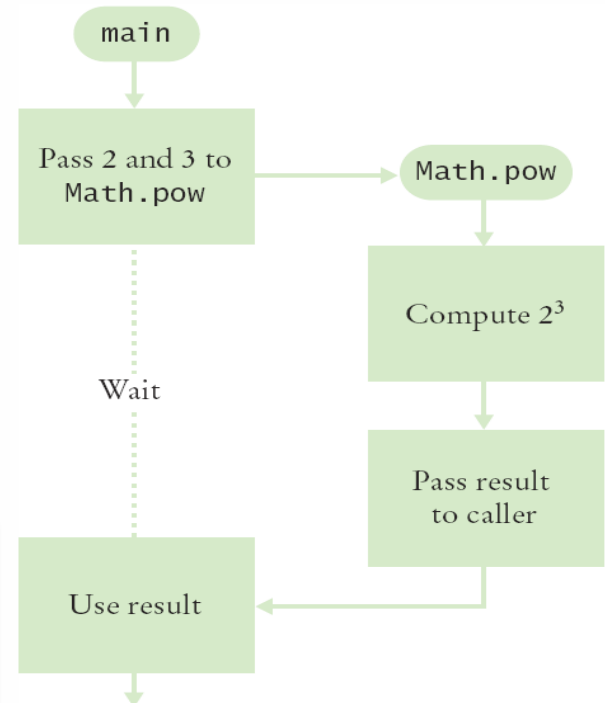 main
Pass 2 and 3 to
Math.pow
Math.pow
Compute 2³
Wait
Pass result
to caller
Use result